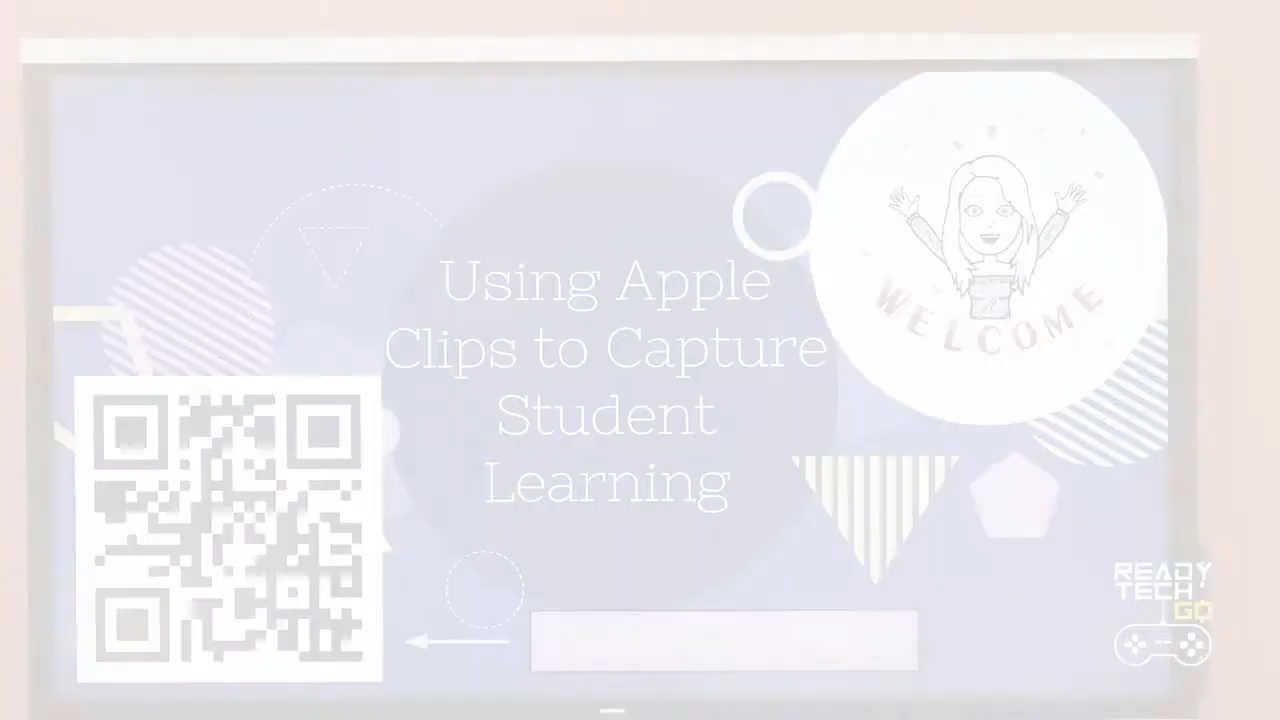 WELCOME
Using Apple
Clips to Capture
Student
Learning
READY
TECH
GO